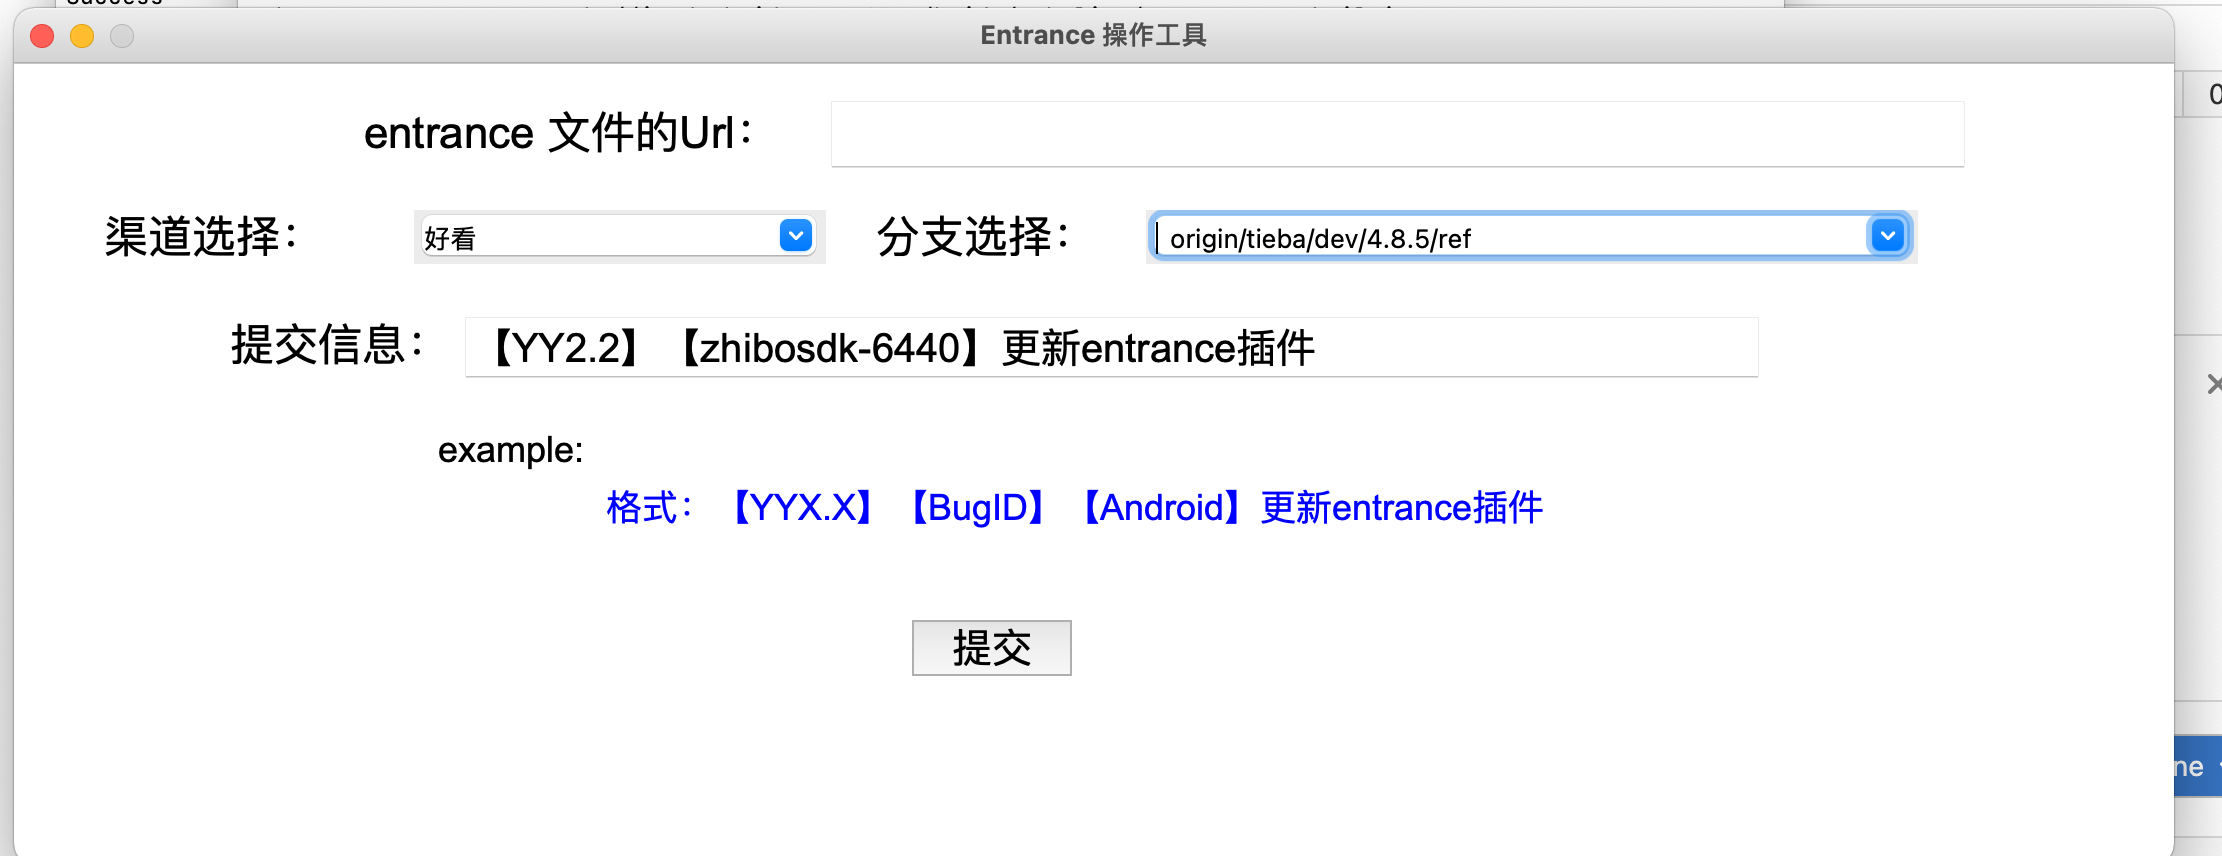 Success
Entrance 操作工具
entrance 文件的Url：
渠道选择： 好看 分支选择： origin/tieba/dev/4.8.5/ref
提交信息： 【YY2.2】【zhibosdk-6440】更新entrance插件
example:
格式：【YYX.X】【BugID】【Android】更新entrance插件
提交